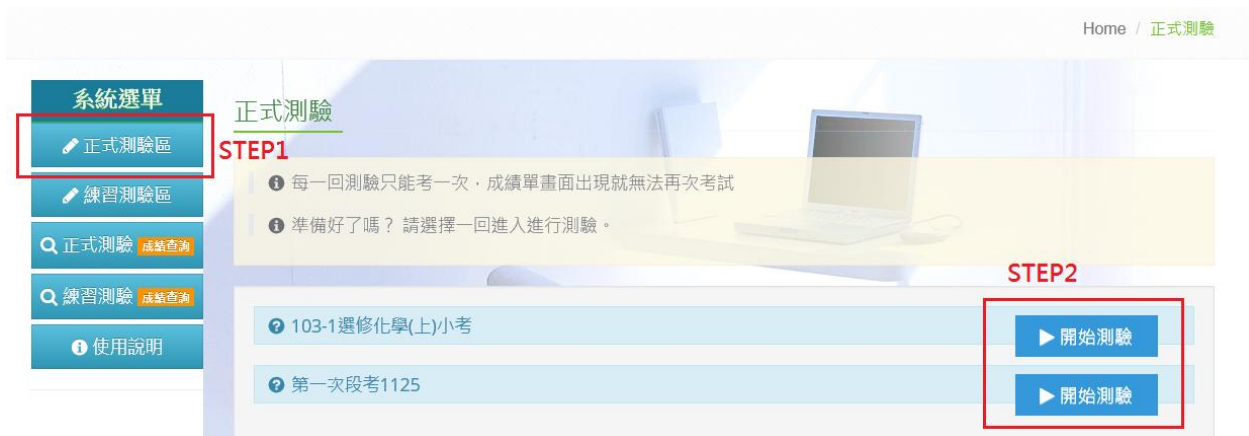 Home / 正式測驗
系統選單
正式測驗區
STEP1
練習測驗區
正式測驗 成績查詢
練習測驗 成績查詢
使用說明
正式測驗
每一回測驗只能考一次，成績單畫面出現就無法再次考試
準備好了嗎？ 請選擇一回進入進行測驗。
STEP2
103-1選修化學(上)小考
開始測驗
第一次段考1125
開始測驗